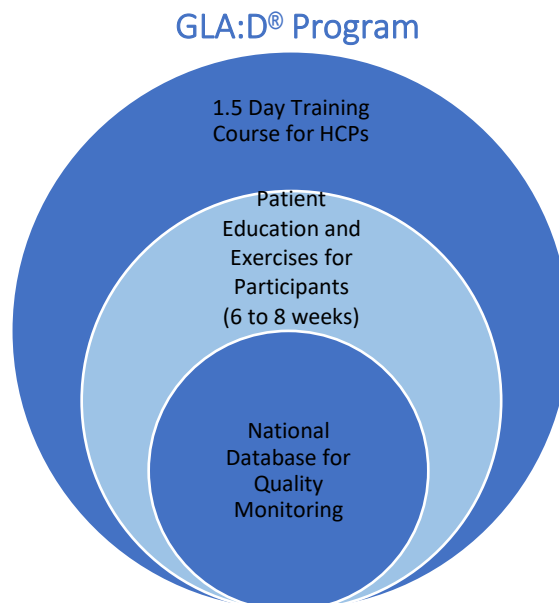 GLA:D® Program
1.5 Day Training
Course for HCPs
Patient
Education and
Exercises for
Participants
(6 to 8 weeks)
National
Database for
Quality
Monitoring